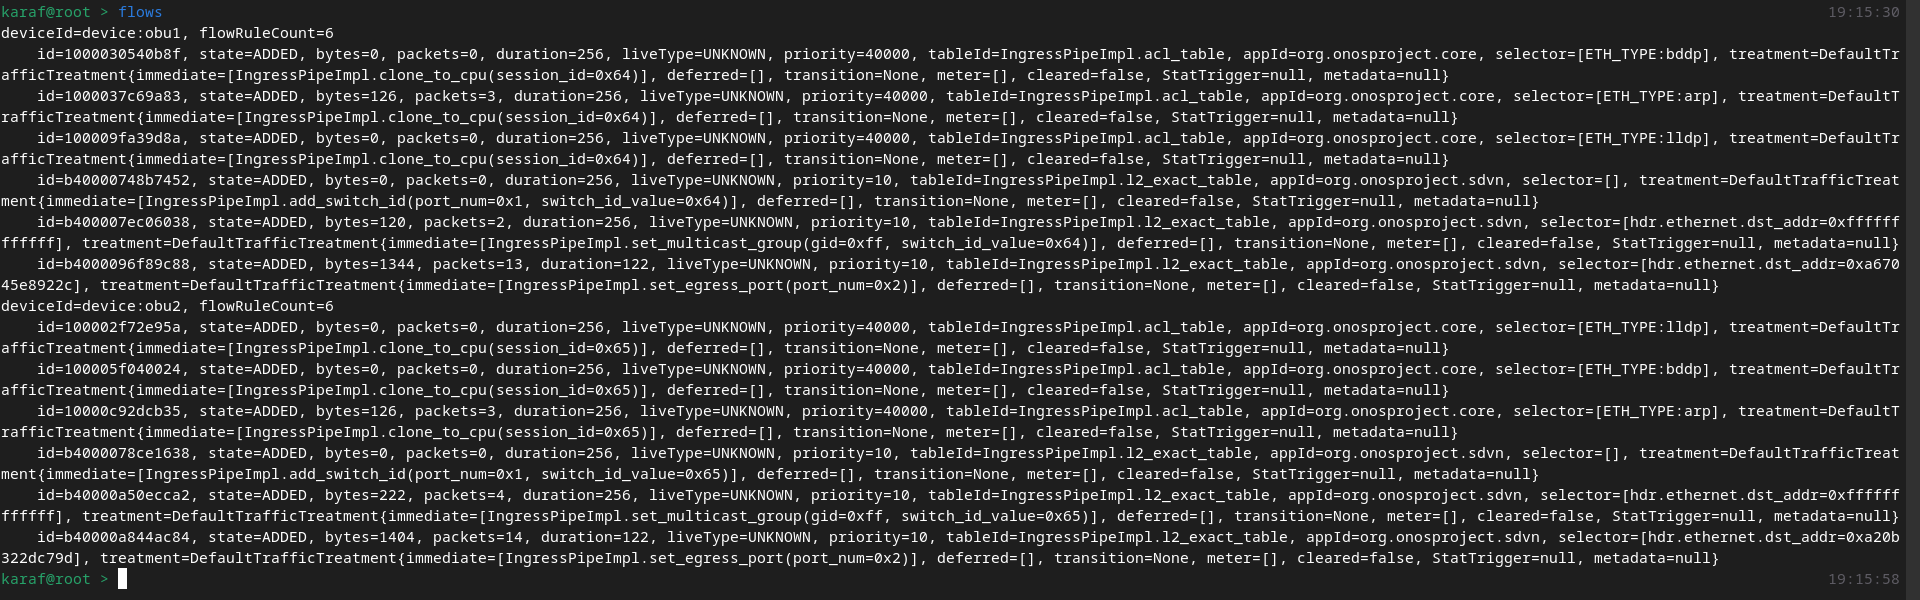 karaf@root > flows 19:15:30
deviceId=device:obu1, flowRuleCount=6
    id=1000030540b8f, state=ADDED, bytes=0, packets=0, duration=256, liveType=UNKNOWN, priority=40000, tableId=IngressPipeImpl.acl_table, appId=org.onosproject.core, selector=[ETH_TYPE:bddp], treatment=DefaultTr
afficTreatment{immediate=[IngressPipeImpl.clone_to_cpu(session_id=0x64)], deferred=[], transition=None, meter=[], cleared=false, StatTrigger=null, metadata=null}
    id=1000037c69a83, state=ADDED, bytes=126, packets=3, duration=256, liveType=UNKNOWN, priority=40000, tableId=IngressPipeImpl.acl_table, appId=org.onosproject.core, selector=[ETH_TYPE:arp], treatment=DefaultT
rafficTreatment{immediate=[IngressPipeImpl.clone_to_cpu(session_id=0x64)], deferred=[], transition=None, meter=[], cleared=false, StatTrigger=null, metadata=null}
    id=100009fa39d8a, state=ADDED, bytes=0, packets=0, duration=256, liveType=UNKNOWN, priority=40000, tableId=IngressPipeImpl.acl_table, appId=org.onosproject.core, selector=[ETH_TYPE:lldp], treatment=DefaultTr
afficTreatment{immediate=[IngressPipeImpl.clone_to_cpu(session_id=0x64)], deferred=[], transition=None, meter=[], cleared=false, StatTrigger=null, metadata=null}
    id=b40000748b7452, state=ADDED, bytes=0, packets=0, duration=256, liveType=UNKNOWN, priority=10, tableId=IngressPipeImpl.l2_exact_table, appId=org.onosproject.sdvn, selector=[], treatment=DefaultTrafficTreat
ment{immediate=[IngressPipeImpl.add_switch_id(port_num=0x1, switch_id_value=0x64)], deferred=[], transition=None, meter=[], cleared=false, StatTrigger=null, metadata=null}
    id=b400007ec06038, state=ADDED, bytes=120, packets=2, duration=256, liveType=UNKNOWN, priority=10, tableId=IngressPipeImpl.l2_exact_table, appId=org.onosproject.sdvn, selector=[hdr.ethernet.dst_addr=0xffffff
ffffff], treatment=DefaultTrafficTreatment{immediate=[IngressPipeImpl.set_multicast_group(gid=0xff, switch_id_value=0x64)], deferred=[], transition=None, meter=[], cleared=false, StatTrigger=null, metadata=null}
    id=b4000096f89c88, state=ADDED, bytes=1344, packets=13, duration=122, liveType=UNKNOWN, priority=10, tableId=IngressPipeImpl.l2_exact_table, appId=org.onosproject.sdvn, selector=[hdr.ethernet.dst_addr=0xa670
45e8922c], treatment=DefaultTrafficTreatment{immediate=[IngressPipeImpl.set_egress_port(port_num=0x2)], deferred=[], transition=None, meter=[], cleared=false, StatTrigger=null, metadata=null}
deviceId=device:obu2, flowRuleCount=6
    id=100002f72e95a, state=ADDED, bytes=0, packets=0, duration=256, liveType=UNKNOWN, priority=40000, tableId=IngressPipeImpl.acl_table, appId=org.onosproject.core, selector=[ETH_TYPE:lldp], treatment=DefaultTr
afficTreatment{immediate=[IngressPipeImpl.clone_to_cpu(session_id=0x65)], deferred=[], transition=None, meter=[], cleared=false, StatTrigger=null, metadata=null}
    id=100005f040024, state=ADDED, bytes=0, packets=0, duration=256, liveType=UNKNOWN, priority=40000, tableId=IngressPipeImpl.acl_table, appId=org.onosproject.core, selector=[ETH_TYPE:bddp], treatment=DefaultTr
afficTreatment{immediate=[IngressPipeImpl.clone_to_cpu(session_id=0x65)], deferred=[], transition=None, meter=[], cleared=false, StatTrigger=null, metadata=null}
    id=10000c92dcb35, state=ADDED, bytes=126, packets=3, duration=256, liveType=UNKNOWN, priority=40000, tableId=IngressPipeImpl.acl_table, appId=org.onosproject.core, selector=[ETH_TYPE:arp], treatment=DefaultT
rafficTreatment{immediate=[IngressPipeImpl.clone_to_cpu(session_id=0x65)], deferred=[], transition=None, meter=[], cleared=false, StatTrigger=null, metadata=null}
    id=b4000078ce1638, state=ADDED, bytes=0, packets=0, duration=256, liveType=UNKNOWN, priority=10, tableId=IngressPipeImpl.l2_exact_table, appId=org.onosproject.sdvn, selector=[], treatment=DefaultTrafficTreat
ment{immediate=[IngressPipeImpl.add_switch_id(port_num=0x1, switch_id_value=0x65)], deferred=[], transition=None, meter=[], cleared=false, StatTrigger=null, metadata=null}
    id=b40000a50ecca2, state=ADDED, bytes=222, packets=4, duration=256, liveType=UNKNOWN, priority=10, tableId=IngressPipeImpl.l2_exact_table, appId=org.onosproject.sdvn, selector=[hdr.ethernet.dst_addr=0xffffff
ffffff], treatment=DefaultTrafficTreatment{immediate=[IngressPipeImpl.set_multicast_group(gid=0xff, switch_id_value=0x65)], deferred=[], transition=None, meter=[], cleared=false, StatTrigger=null, metadata=null}
    id=b40000a844ac84, state=ADDED, bytes=1404, packets=14, duration=122, liveType=UNKNOWN, priority=10, tableId=IngressPipeImpl.l2_exact_table, appId=org.onosproject.sdvn, selector=[hdr.ethernet.dst_addr=0xa20b
322dc79d], treatment=DefaultTrafficTreatment{immediate=[IngressPipeImpl.set_egress_port(port_num=0x2)], deferred=[], transition=None, meter=[], cleared=false, StatTrigger=null, metadata=null}
karaf@root > 19:15:58